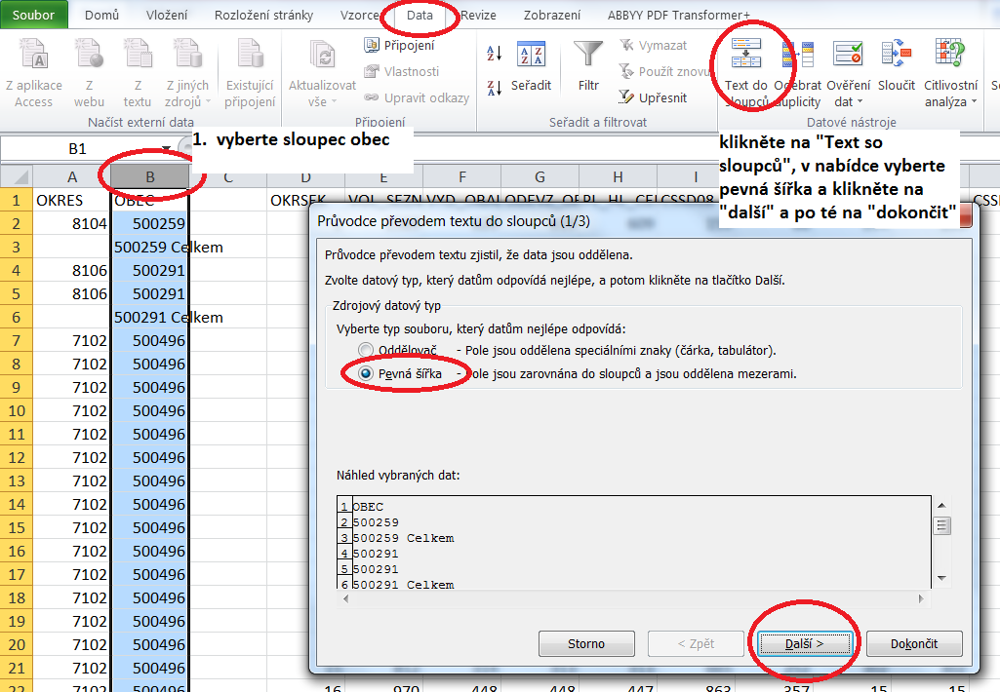 Soubor Domů Vložení Rozložení stránky Vzorce Data Revize Zobrazení ABBYY PDF Transformer+
Z aplikace Access
Z webu
Z textu
Z jiných zdrojů
Existující připojení
Aktualizovat vše
Připojení
Vlastnosti
Upravit odkazy
Seřadit
Filtr
Vymazat
Použít znovu
Upřesnit
Text do sloupců
Odebrat duplicity
Ověření dat
Sloučit
Citlivostní analýza
Načíst externí data Připojení Seřadit a filtrovat Datové nástroje
1. vyberte sloupec obec
klikněte na "Text so
sloupců", v nabídce vyberte
pevná šířka a klikněte na
"další" a po té na "dokončit"
B1
A B C D E F G H I
1 OKRES OBEC OKRSEK
2 8104 500259
3 500259 Celkem
4 8106 500291
5 8106 500291
6 500291 Celkem
7 7102 500496
8 7102 500496
9 7102 500496
10 7102 500496
11 7102 500496
12 7102 500496
13 7102 500496
14 7102 500496
15 7102 500496
16 7102 500496
17 7102 500496
18 7102 500496
19 7102 500496
20 7102 500496
21 7102 500496
22 7102 500496 16 970 448 448 447 863 357 15 15
Průvodce převodem textu do sloupců (1/3)
Průvodce převodem textu zjistil, že data jsou oddělena.
Zvolte datový typ, který datům odpovídá nejlépe, a potom klikněte na tlačítko Další.
Zdrojový datový typ
Vyberte typ souboru, který datům nejlépe odpovídá:
Oddělovač - Pole jsou oddělena speciálními znaky (čárka, tabulátor).
Pevná šířka - Pole jsou zarovnána do sloupců a jsou oddělena mezerami.
Náhled vybraných dat:
1 OBEC
2 500259
3 500259 Celkem
4 500291
5 500291
6 500291 Celkem
Storno < Zpět Další > Dokončit